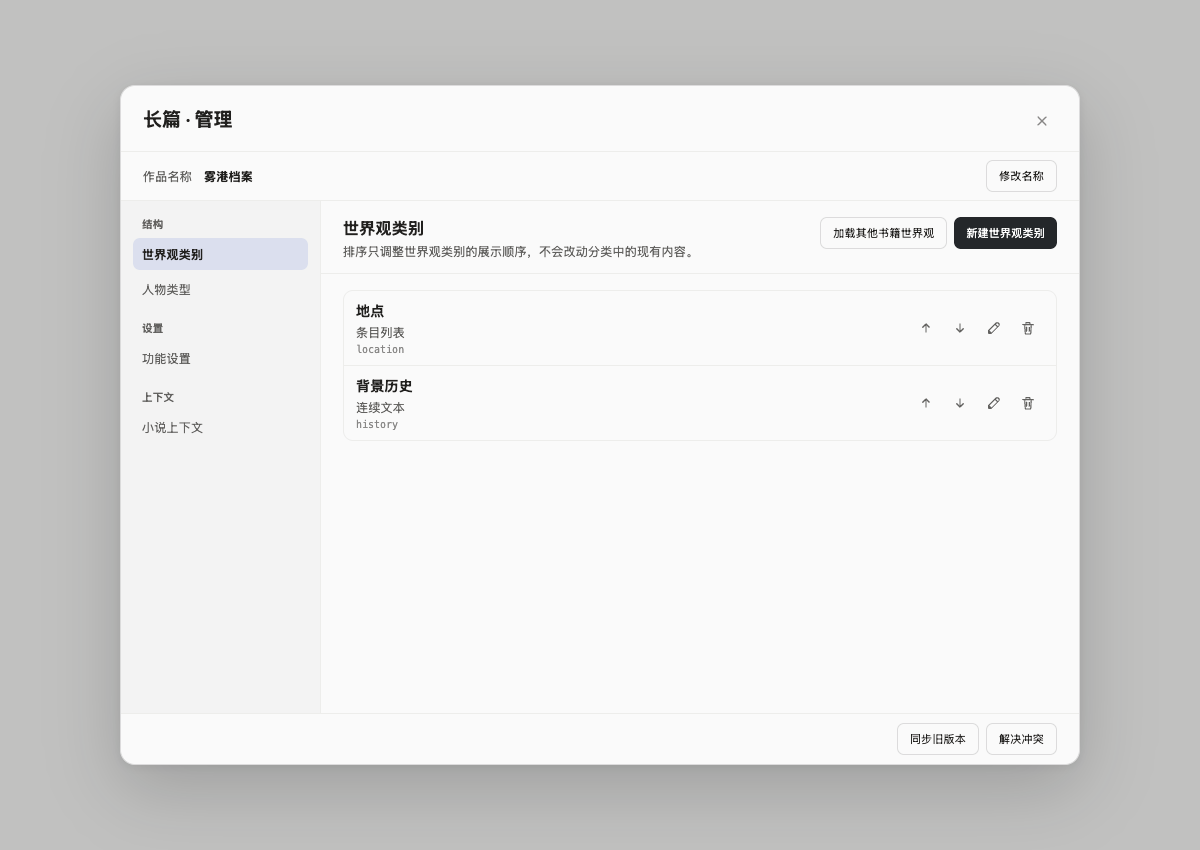 长篇 · 管理
作品名称 雾港档案
修改名称
结构
世界观类别
人物类型
设置
功能设置
上下文
小说上下文
世界观类别
排序只调整世界观类别的展示顺序，不会改动分类中的现有内容。
加载其他书籍世界观
新建世界观类别
地点
条目列表
location
背景历史
连续文本
history
同步旧版本
解决冲突